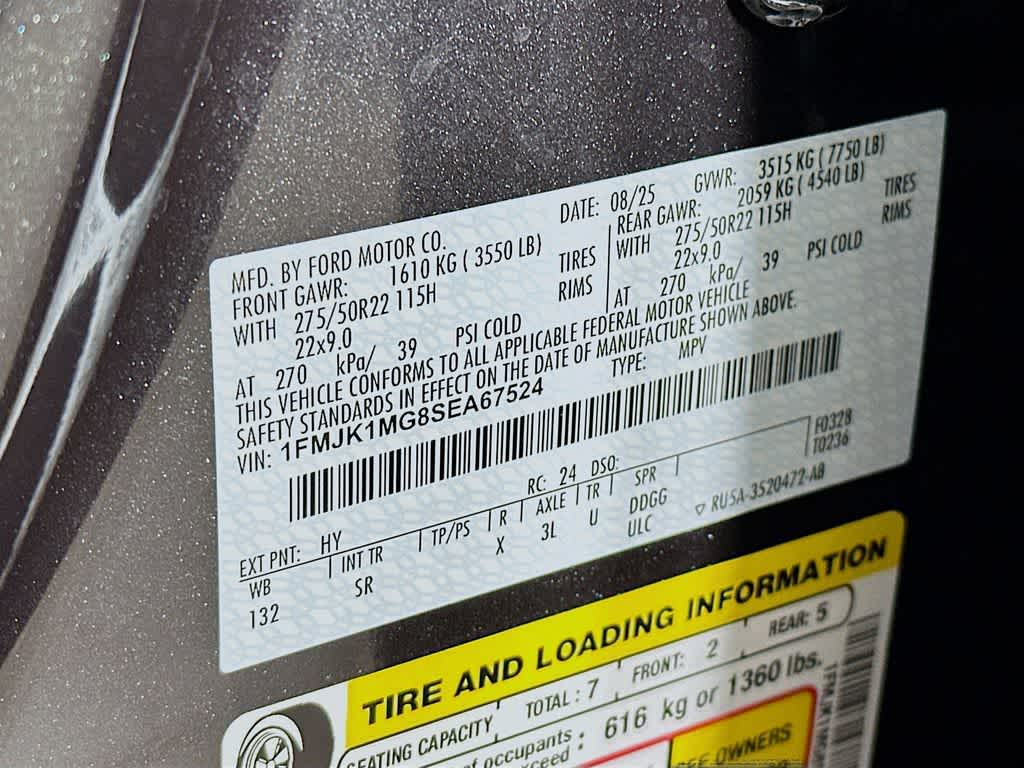 MFD. BY FORD MOTOR CO.
DATE: 08/25 GVWR: 3515 KG ( 7750 LB)
FRONT GAWR: 1610 KG ( 3550 LB)
REAR GAWR: 2059 KG ( 4540 LB)
WITH 275/50R22 115H TIRES
WITH 275/50R22 115H TIRES
22x9.0 RIMS
22x9.0 RIMS
AT 270 kPa/ 39 PSI COLD
AT 270 kPa/ 39 PSI COLD
THIS VEHICLE CONFORMS TO ALL APPLICABLE FEDERAL MOTOR VEHICLE
SAFETY STANDARDS IN EFFECT ON THE DATE OF MANUFACTURE SHOWN ABOVE.
VIN: 1FMJK1MG8SEA67524 TYPE: MPV
F0328
T0236
EXT PNT: HY RC: 24 DSO:
WB INT TR TP/PS R AXLE TR SPR
132 SR X 3L U DDGG
ULC
▽ RU5A-3520472-AB
TIRE AND LOADING INFORMATION
SEATING CAPACITY TOTAL : 7 FRONT: 2 REAR: 5
of occupants
exceed : 616 kg or 1360 lbs.
SEE OWNERS